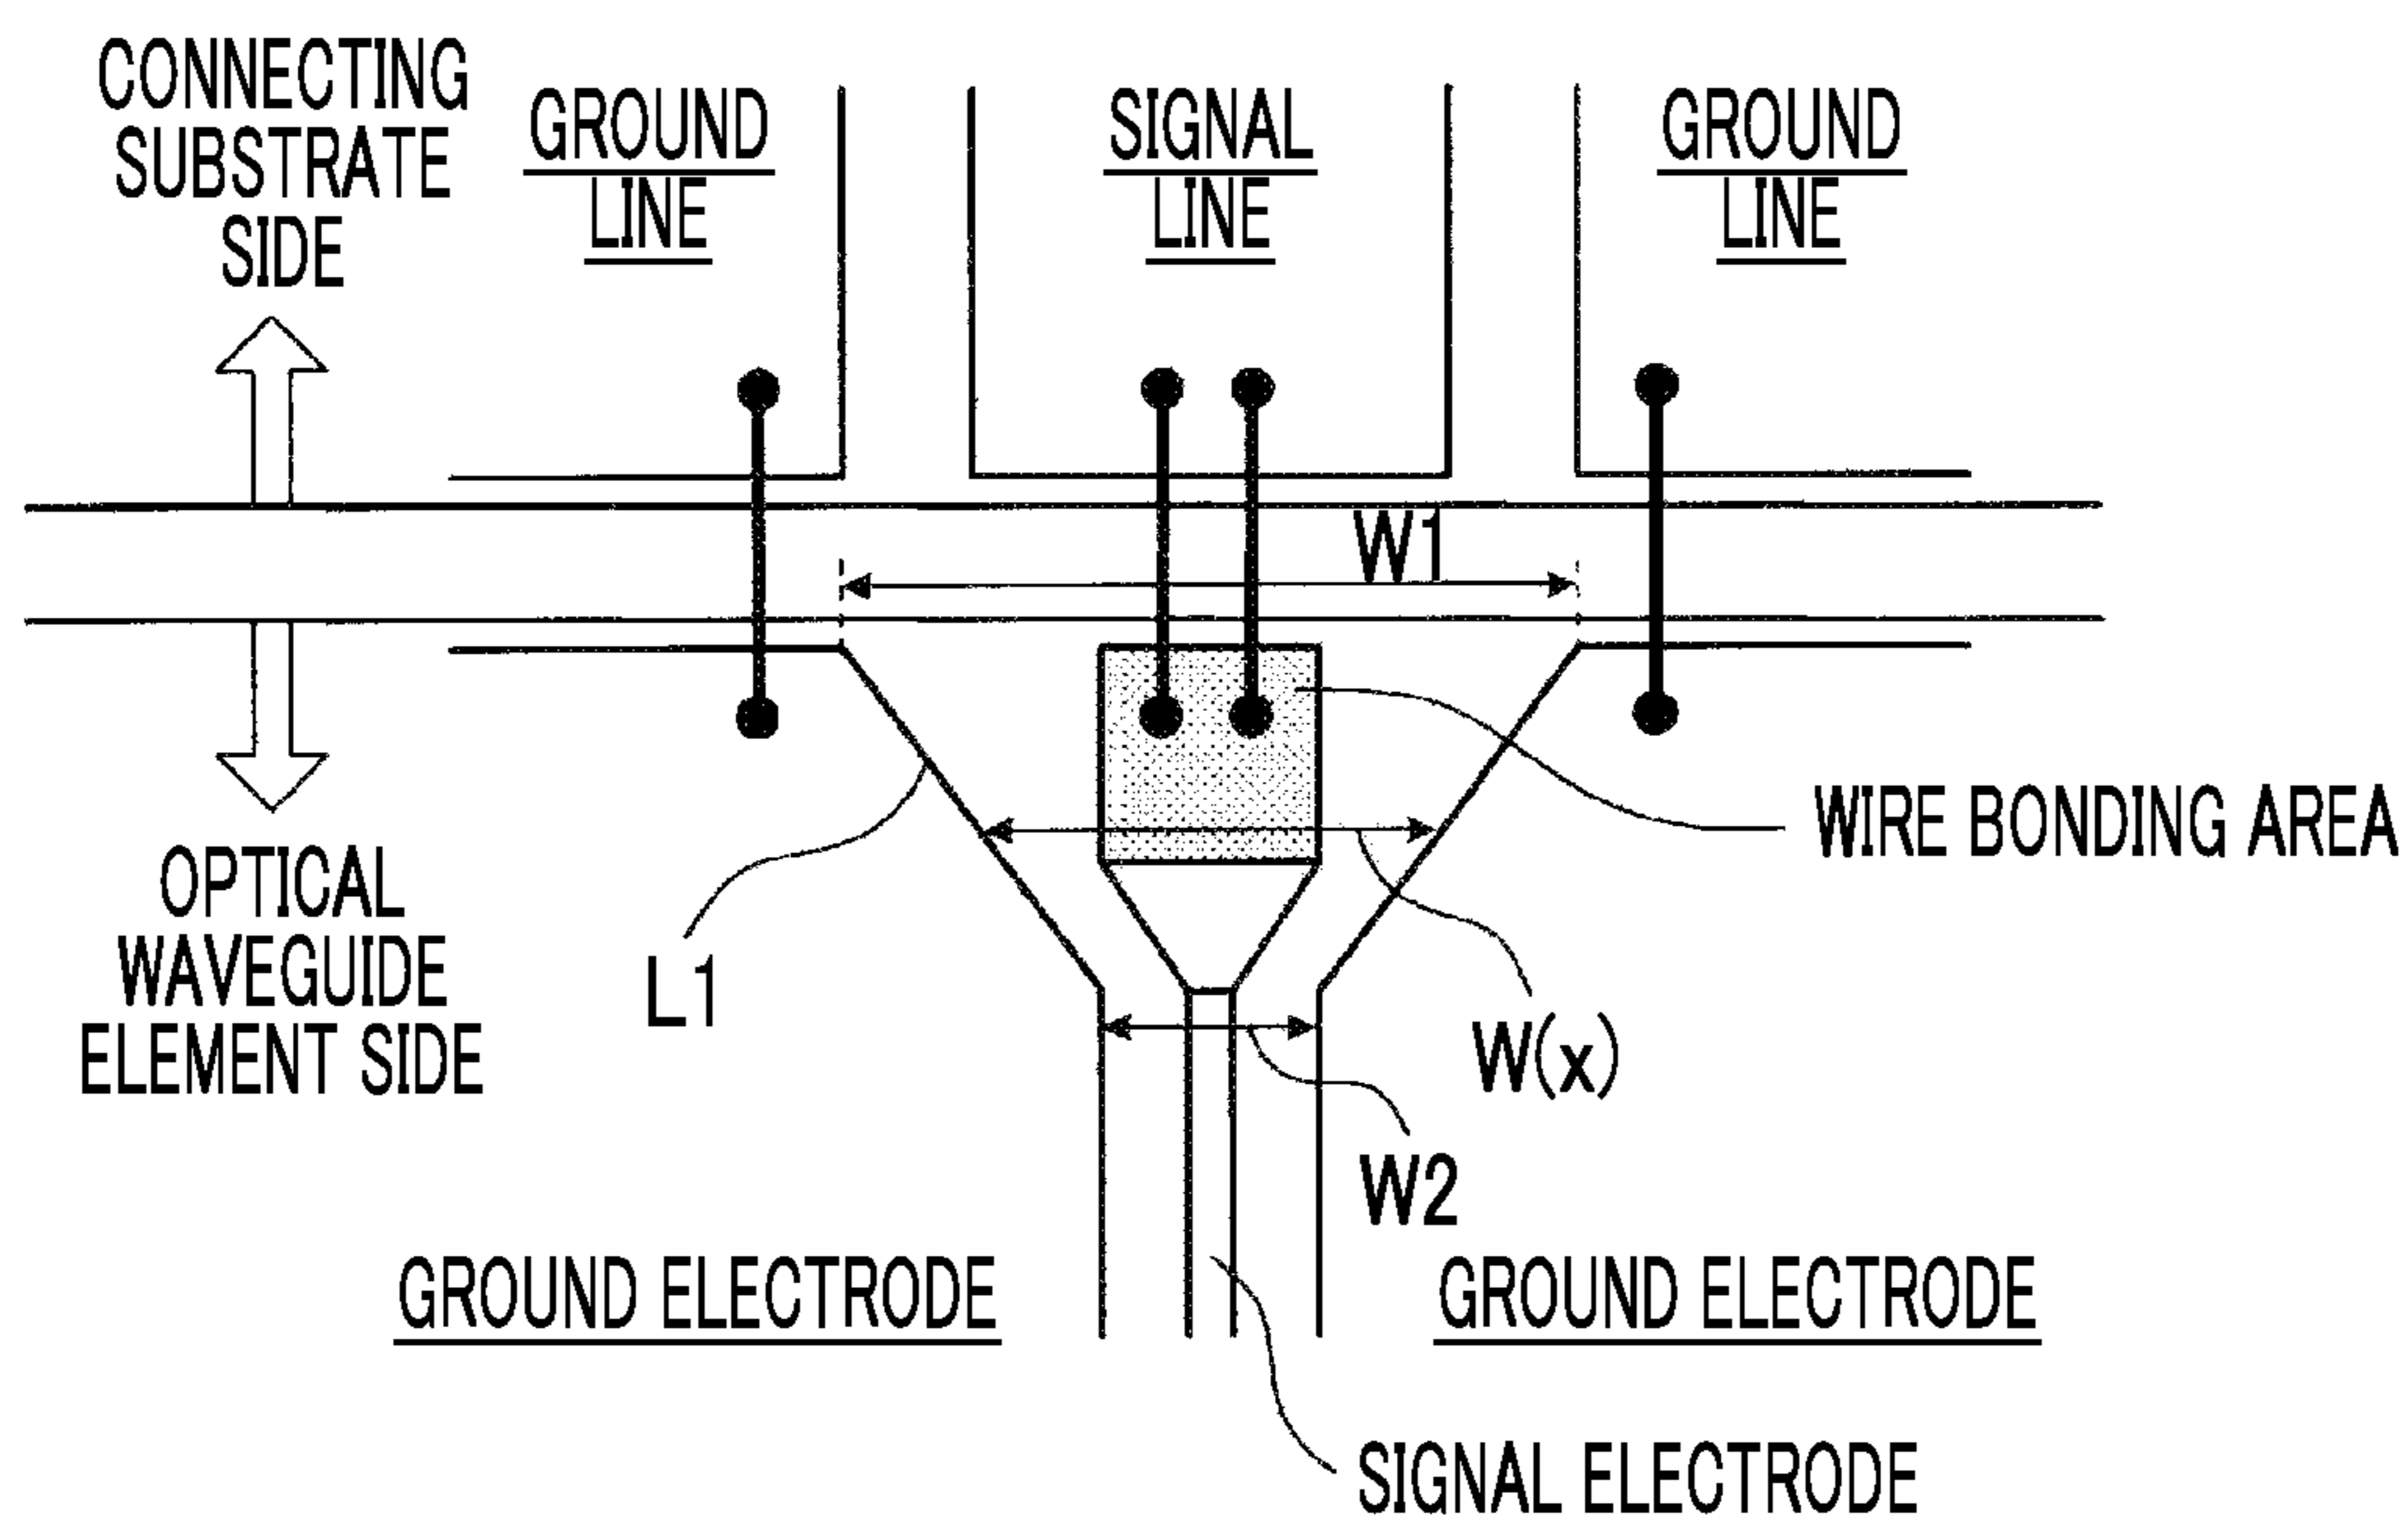 CONNECTING
SUBSTRATE
SIDE
GROUND
LINE
SIGNAL
LINE
GROUND
LINE
W1
WIRE BONDING AREA
OPTICAL
WAVEGUIDE
ELEMENT SIDE
L1
W(x)
W2
GROUND ELECTRODE
GROUND ELECTRODE
SIGNAL ELECTRODE